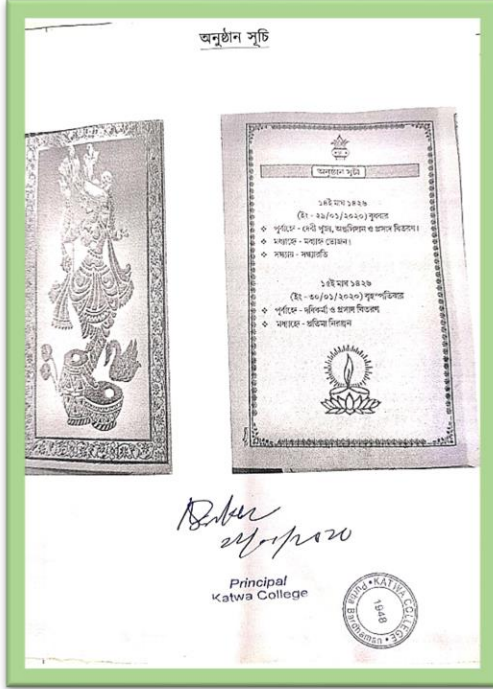 অনুষ্ঠান সূচি
অনুষ্ঠান সূচী
১৪ই মাঘ ১৪২৬
(ইং - ২৯/০১/২০২০) বুধবার
❖ পূর্বাহ্নে - দেবী পূজা, অঞ্জলিদান ও প্রসাদ বিতরণ।
❖ মধ্যাহ্নে - মধ্যাহ্ন ভোজন।
❖ সন্ধ্যায় - সন্ধ্যারতি
১৫ই মাঘ ১৪২৬
(ইং - ৩০/০১/২০২০) বৃহস্পতিবার
❖ পূর্বাহ্নে - দধিকর্মা ও প্রসাদ বিতরণ
❖ মধ্যাহ্নে - প্রতিমা নিরঞ্জন
Principal
Katwa College
KATWA COLLEGE
1948
Purba Bardhaman